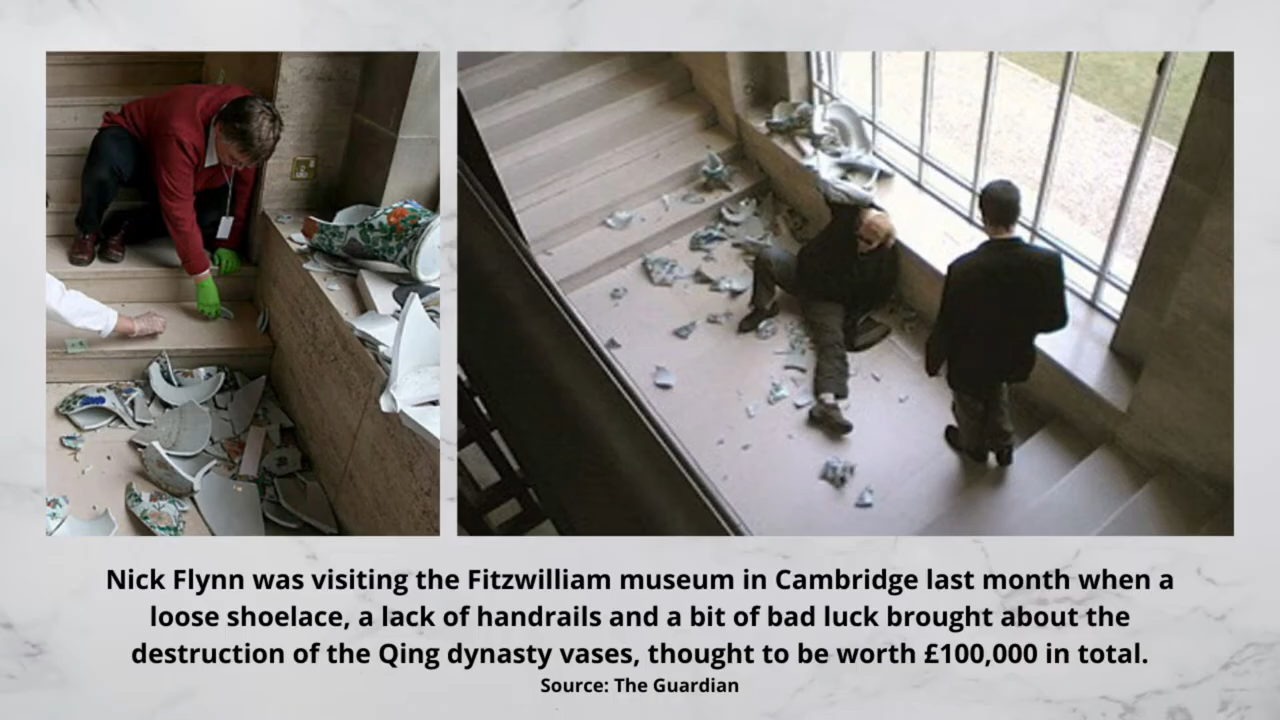 Nick Flynn was visiting the Fitzwilliam museum in Cambridge last month when a
loose shoelace, a lack of handrails and a bit of bad luck brought about the
destruction of the Qing dynasty vases, thought to be worth £100,000 in total.
Source: The Guardian